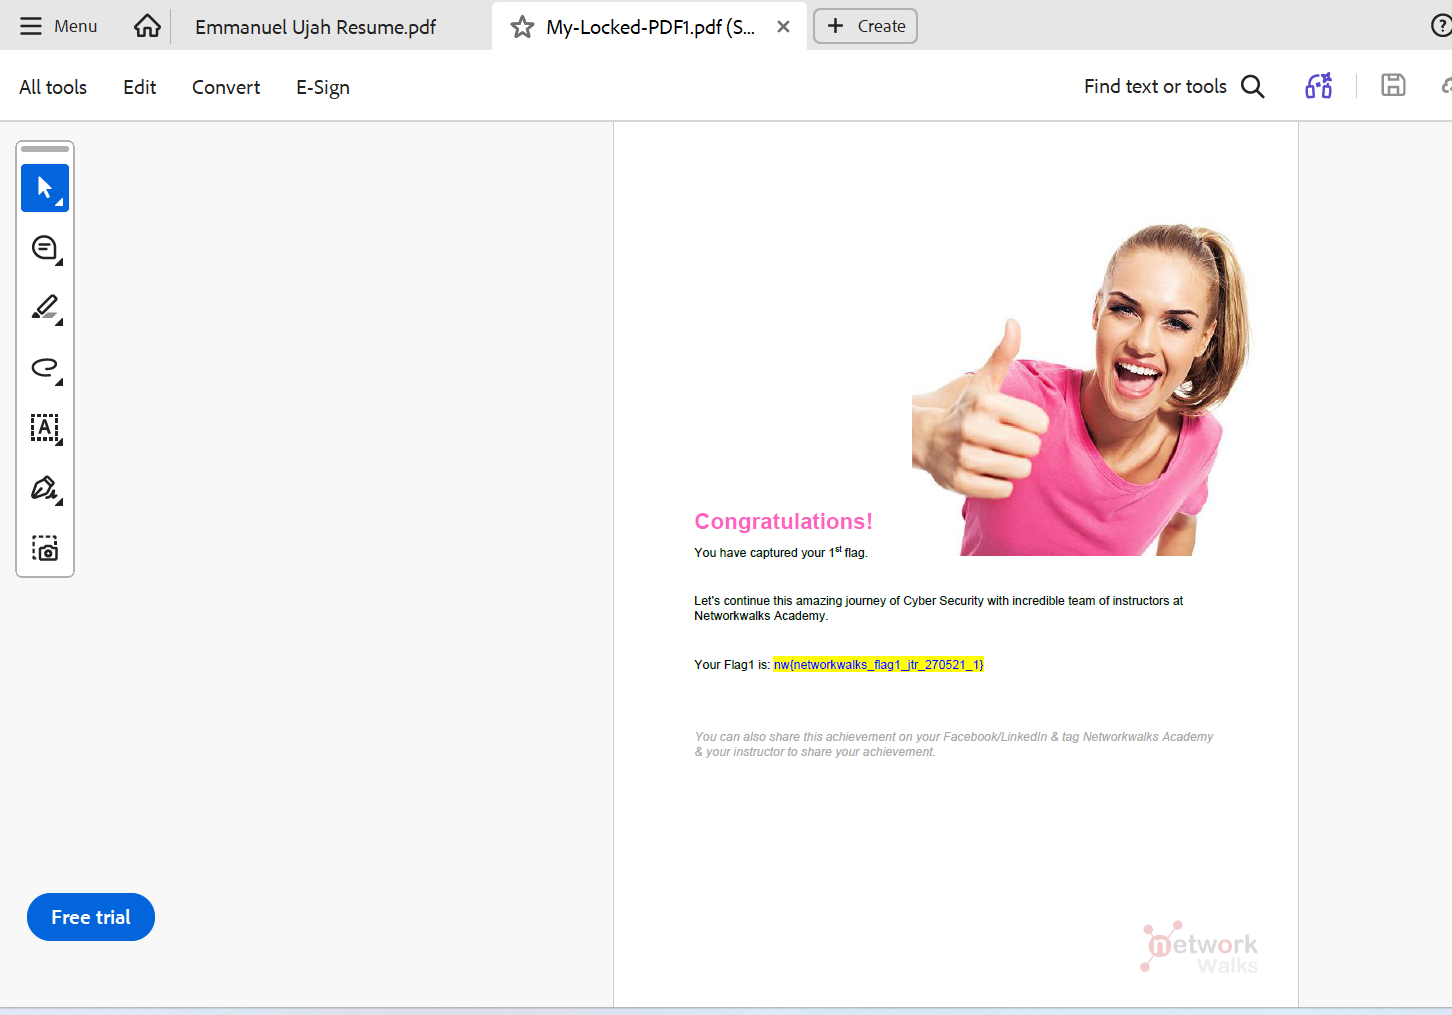 Menu
Emmanuel Ujah Resume.pdf
My-Locked-PDF1.pdf (S...
Create
All tools
Edit
Convert
E-Sign
Find text or tools
Congratulations!
You have captured your 1st flag.
Let's continue this amazing journey of Cyber Security with incredible team of instructors at
Networkwalks Academy.
Your Flag1 is: nw{networkwalks_flag1_jtr_270521_1}
You can also share this achievement on your Facebook/LinkedIn & tag Networkwalks Academy
& your instructor to share your achievement.
Free trial
network
Walks